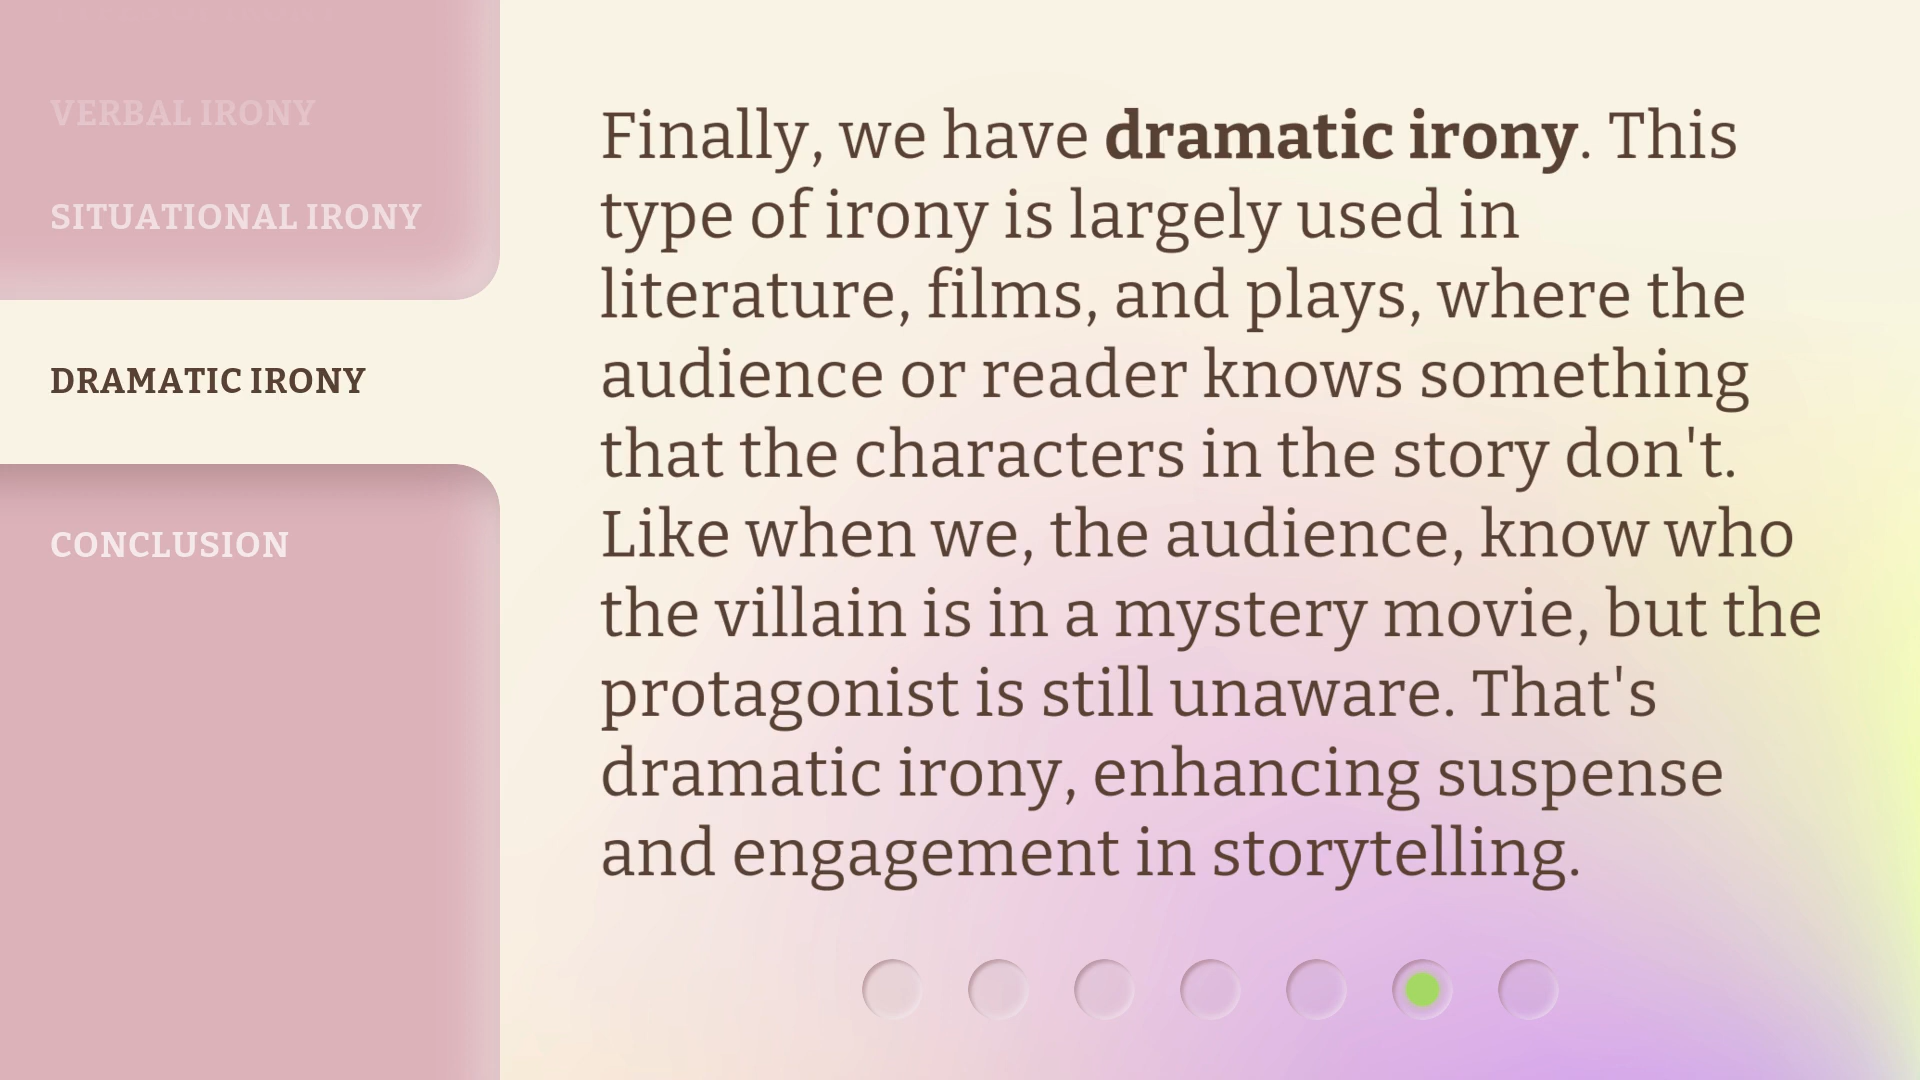 VERBAL IRONY
SITUATIONAL IRONY
DRAMATIC IRONY
CONCLUSION
Finally, we have dramatic irony. This
type of irony is largely used in
literature, films, and plays, where the
audience or reader knows something
that the characters in the story don't.
Like when we, the audience, know who
the villain is in a mystery movie, but the
protagonist is still unaware. That's
dramatic irony, enhancing suspense
and engagement in storytelling.